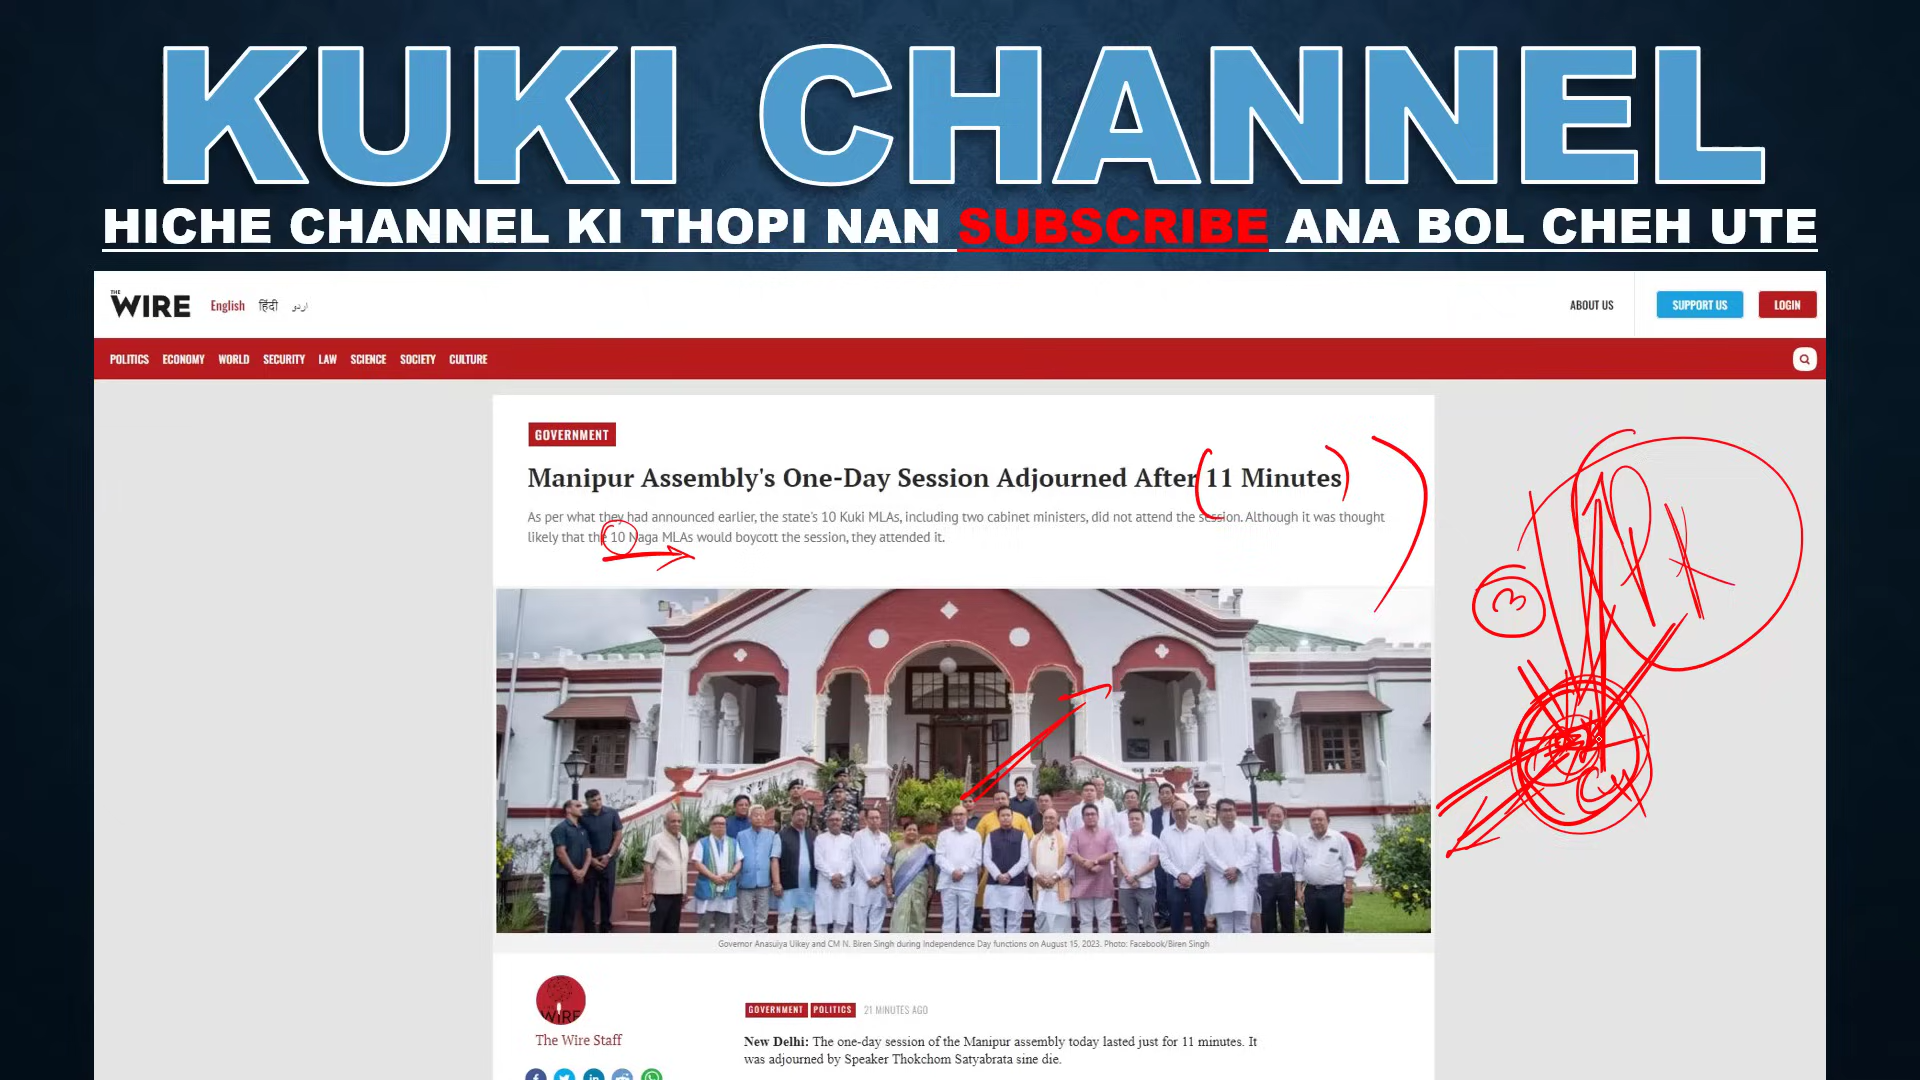 KUKI CHANNEL
HICHE CHANNEL KI THOPI NAN SUBSCRIBE ANA BOL CHEH UTE
THE WIRE English हिंदी اردو ABOUT US SUPPORT US LOGIN
POLITICS ECONOMY WORLD SECURITY LAW SCIENCE SOCIETY CULTURE
GOVERNMENT
Manipur Assembly's One-Day Session Adjourned After 11 Minutes
As per what they had announced earlier, the state's 10 Kuki MLAs, including two cabinet ministers, did not attend the session. Although it was thought
likely that the 10 Naga MLAs would boycott the session, they attended it.
3
Governor Anasuiya Uikey and CM N. Biren Singh during Independence Day functions on August 15, 2023. Photo: Facebook/Biren Singh
WIRE
The Wire Staff
GOVERNMENT POLITICS 21 MINUTES AGO
New Delhi: The one-day session of the Manipur assembly today lasted just for 11 minutes. It
was adjourned by Speaker Thokchom Satyabrata sine die.